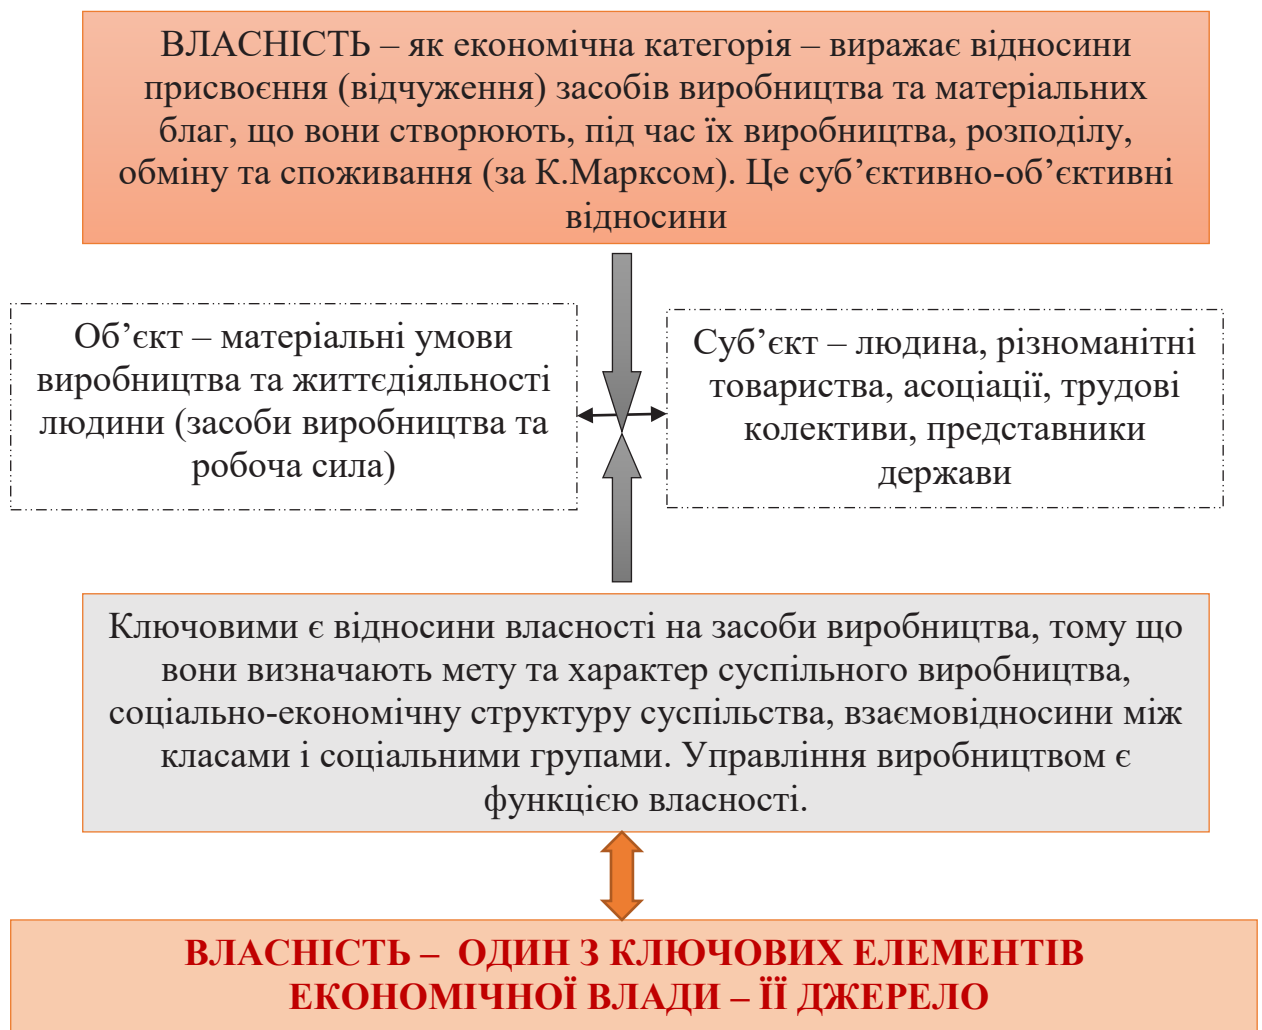 ВЛАСНІСТЬ – як економічна категорія – виражає відносини
присвоєння (відчуження) засобів виробництва та матеріальних
благ, що вони створюють, під час їх виробництва, розподілу,
обміну та споживання (за К.Марксом). Це суб’єктивно-об’єктивні
відносини
Об’єкт – матеріальні умови
виробництва та життєдіяльності
людини (засоби виробництва та
робоча сила)
Суб’єкт – людина, різноманітні
товариства, асоціації, трудові
колективи, представники
держави
Ключовими є відносини власності на засоби виробництва, тому що
вони визначають мету та характер суспільного виробництва,
соціально-економічну структуру суспільства, взаємовідносини між
класами і соціальними групами. Управління виробництвом є
функцією власності.
ВЛАСНІСТЬ – ОДИН З КЛЮЧОВИХ ЕЛЕМЕНТІВ
ЕКОНОМІЧНОЇ ВЛАДИ – ЇЇ ДЖЕРЕЛО